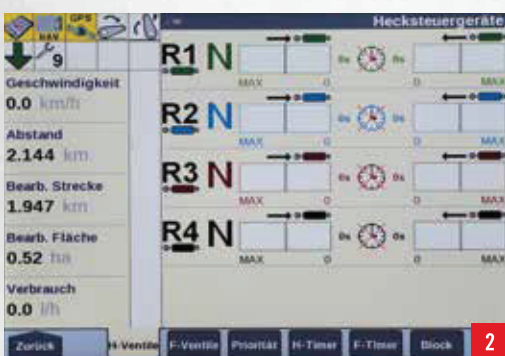 GPS
NAV
Hecksteuergeräte
9
Geschwindigkeit
0.0 km/h
Abstand
2.144 km
Bearb. Strecke
1.947 km
Bearb. Fläche
0.52 ha
Verbrauch
0.0 l/h
R1 N MAX 0 0s 0s 0 MAX
R2 N MAX 0 0s 0s 0 MAX
R3 N MAX 0 0s 0s 0 MAX
R4 N MAX 0 0s 0s 0 MAX
Zurück H-Ventile F-Ventile Priorität H-Timer F-Timer Block
2